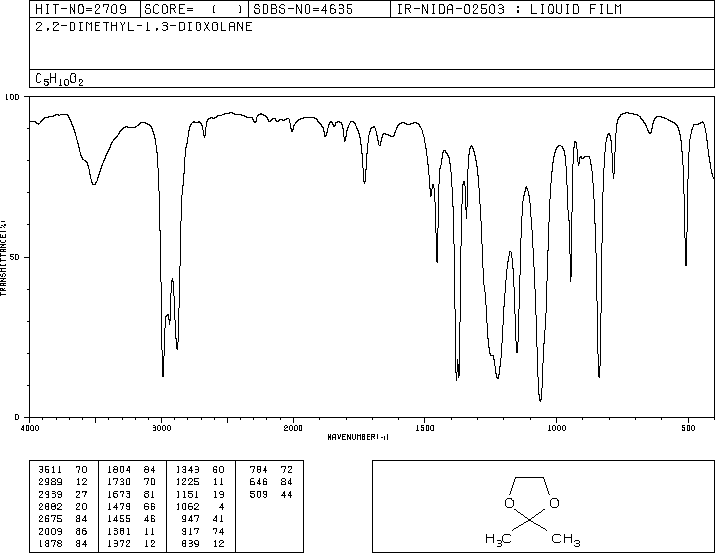 HIT-NO=2709 SCORE= ( ) SDBS-NO=4635 IR-NIDA-02503 : LIQUID FILM
2,2-DIMETHYL-1,3-DIOXOLANE
C5H10O2
100
50
0
TRANSMITTANCE(%)
4000 3000 2000 1500 1000 500
WAVENUMBER(-1)
3511 70 1804 84 1343 60 784 72
2989 12 1730 70 1225 11 646 84
2939 27 1673 81 1151 19 509 44
2882 20 1479 66 1062 4
2675 84 1455 46 947 41
2009 86 1381 11 917 74
1878 84 1372 12 839 12
O O
H3C CH3